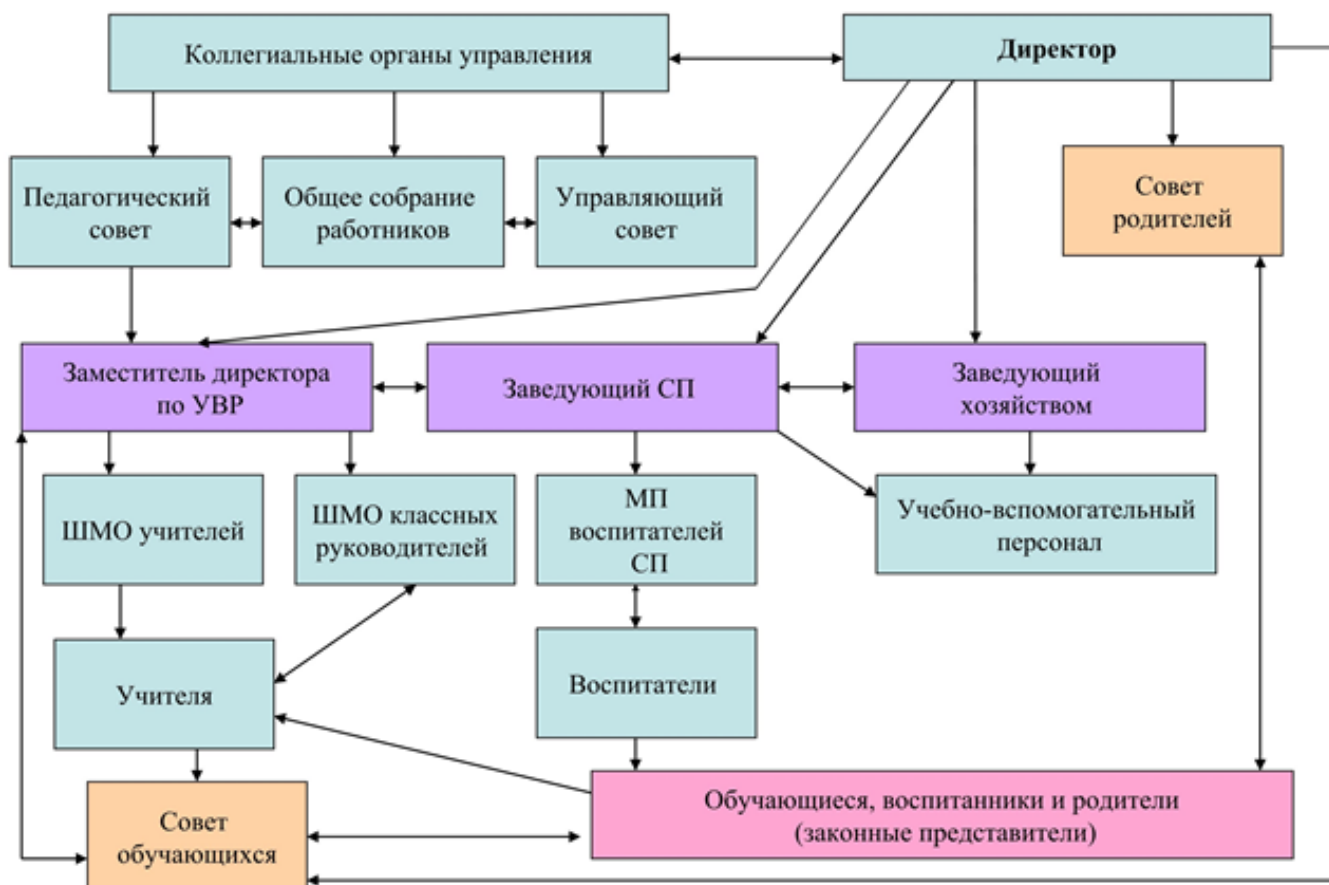 Коллегиальные органы управления
Директор
Педагогический
совет
Общее собрание
работников
Управляющий
совет
Совет
родителей
Заместитель директора
по УВР
Заведующий СП
Заведующий
хозяйством
ШМО учителей
ШМО классных
руководителей
МП
воспитателей
СП
Учебно-вспомогательный
персонал
Учителя
Воспитатели
Совет
обучающихся
Обучающиеся, воспитанники и родители
(законные представители)